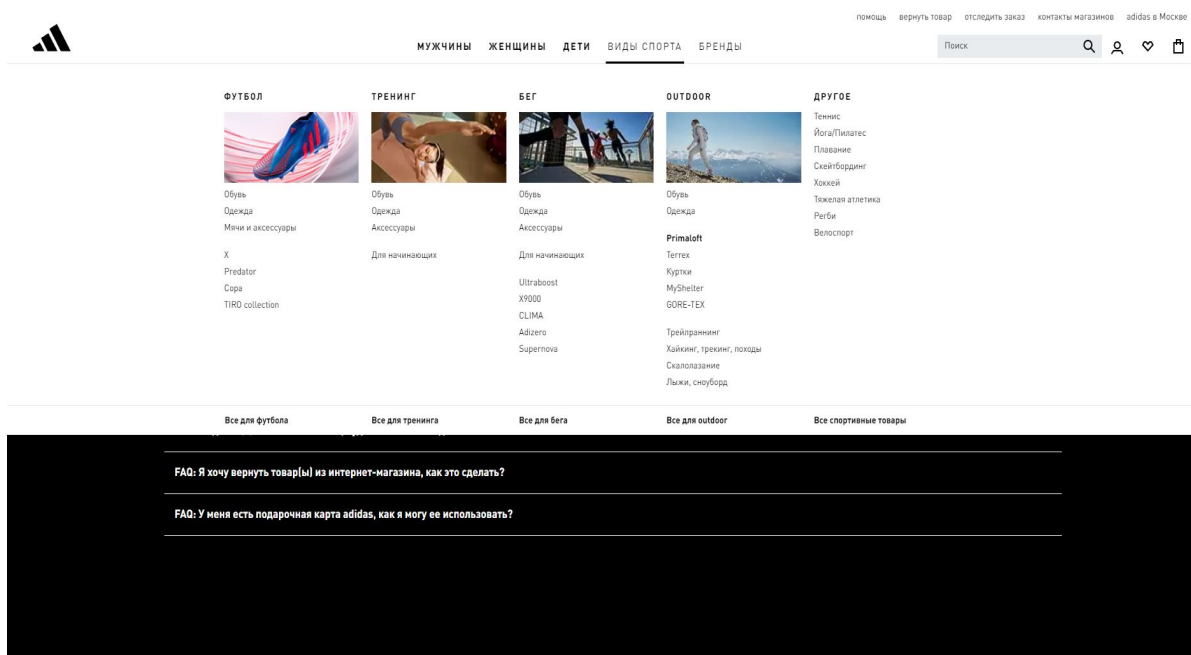 помощь вернуть товар отследить заказ контакты магазинов adidas в Москве
МУЖЧИНЫ ЖЕНЩИНЫ ДЕТИ ВИДЫ СПОРТА БРЕНДЫ
Поиск
ФУТБОЛ
Обувь
Одежда
Мячи и аксессуары
X
Predator
Copa
TIRO collection
Все для футбола
ТРЕНИНГ
Обувь
Одежда
Аксессуары
Для начинающих
Все для тренинга
БЕГ
Обувь
Одежда
Аксессуары
Для начинающих
Ultraboost
X9000
CLIMA
Adizero
Supernova
Все для бега
OUTDOOR
Обувь
Одежда
Primaloft
Terrex
Куртки
MyShelter
GORE-TEX
Трейлраннинг
Хайкинг, трекинг, походы
Скалолазание
Лыжи, сноуборд
Все для outdoor
ДРУГОЕ
Теннис
Йога/Пилатес
Плавание
Скейтбординг
Хоккей
Тяжелая атлетика
Регби
Велоспорт
Все спортивные товары
FAQ: Я хочу вернуть товар(ы) из интернет-магазина, как это сделать?
FAQ: У меня есть подарочная карта adidas, как я могу ее использовать?